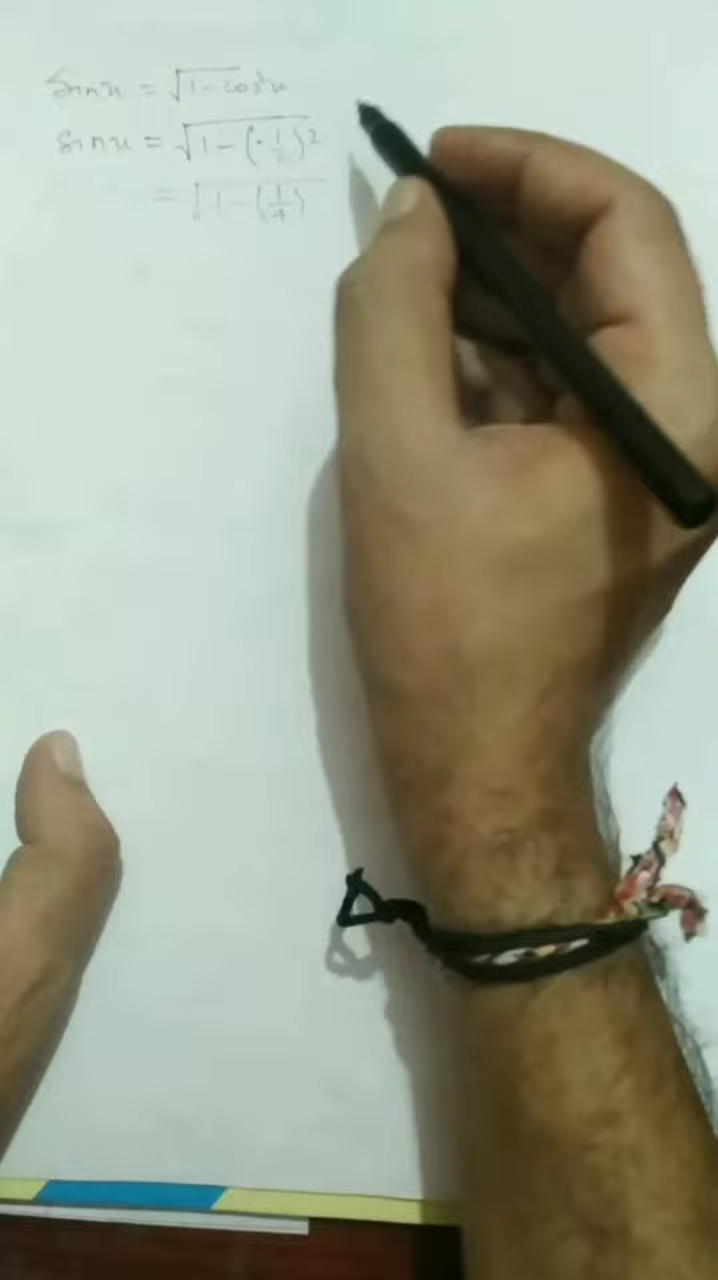 sinx = √1-cos²x
sinx = √1-(-1/2)²
= √1-(1/4)